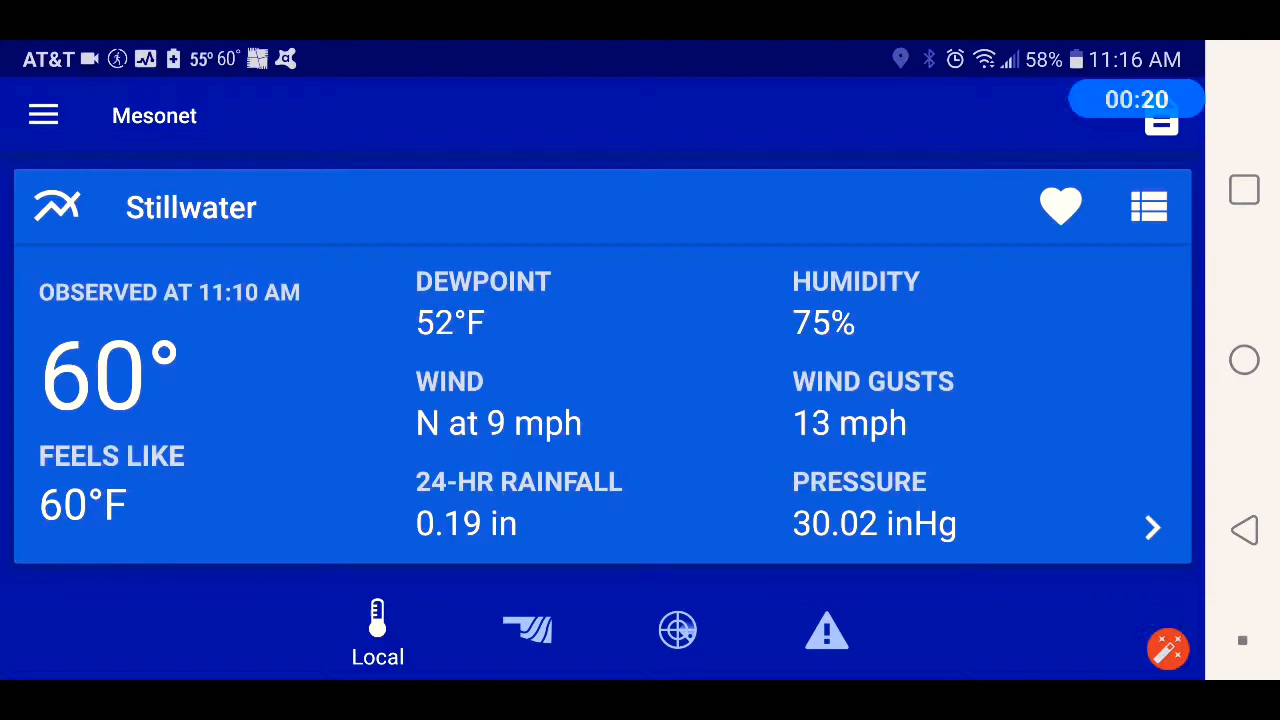 AT&T 55º 60° 58% 11:16 AM
00:20
Mesonet
Stillwater
OBSERVED AT 11:10 AM
60°
FEELS LIKE
60°F
DEWPOINT
52°F
WIND
N at 9 mph
24-HR RAINFALL
0.19 in
HUMIDITY
75%
WIND GUSTS
13 mph
PRESSURE
30.02 inHg
Local